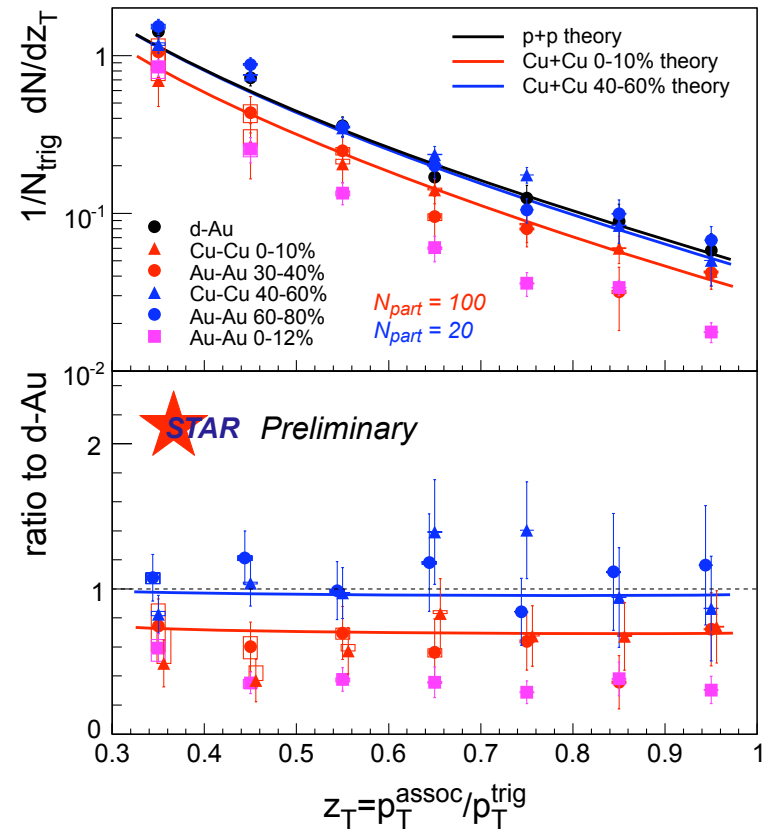 1/N_trig dN/dz_T
1
10^-1
10^-2
p+p theory
Cu+Cu 0-10% theory
Cu+Cu 40-60% theory
d-Au
Cu-Cu 0-10%
Au-Au 30-40%
Cu-Cu 40-60%
Au-Au 60-80%
Au-Au 0-12%
N_part = 100
N_part = 20
ratio to d-Au
2
1
0
STAR Preliminary
0.3 0.4 0.5 0.6 0.7 0.8 0.9 1
z_T=p_T^assoc/p_T^trig